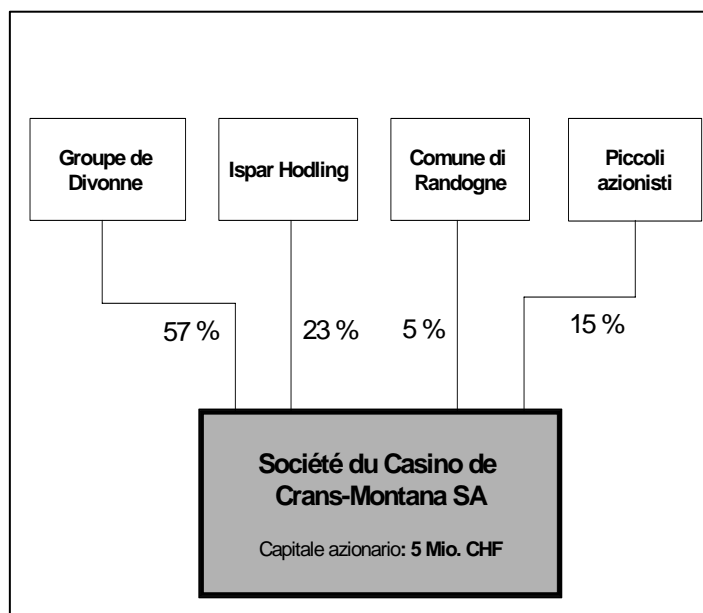 Groupe de
Divonne
Ispar Hodling
Comune di
Randogne
Piccoli
azionisti
57 %
23 %
5 %
15 %
Société du Casino de
Crans-Montana SA
Capitale azionario: 5 Mio. CHF